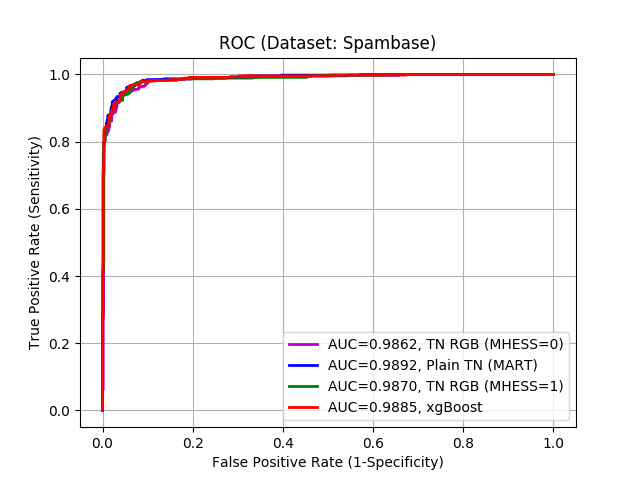 ROC (Dataset: Spambase)
True Positive Rate (Sensitivity)
1.0
0.8
0.6
0.4
0.2
0.0
AUC=0.9862, TN RGB (MHESS=0)
AUC=0.9892, Plain TN (MART)
AUC=0.9870, TN RGB (MHESS=1)
AUC=0.9885, xgBoost
0.0 0.2 0.4 0.6 0.8 1.0
False Positive Rate (1-Specificity)